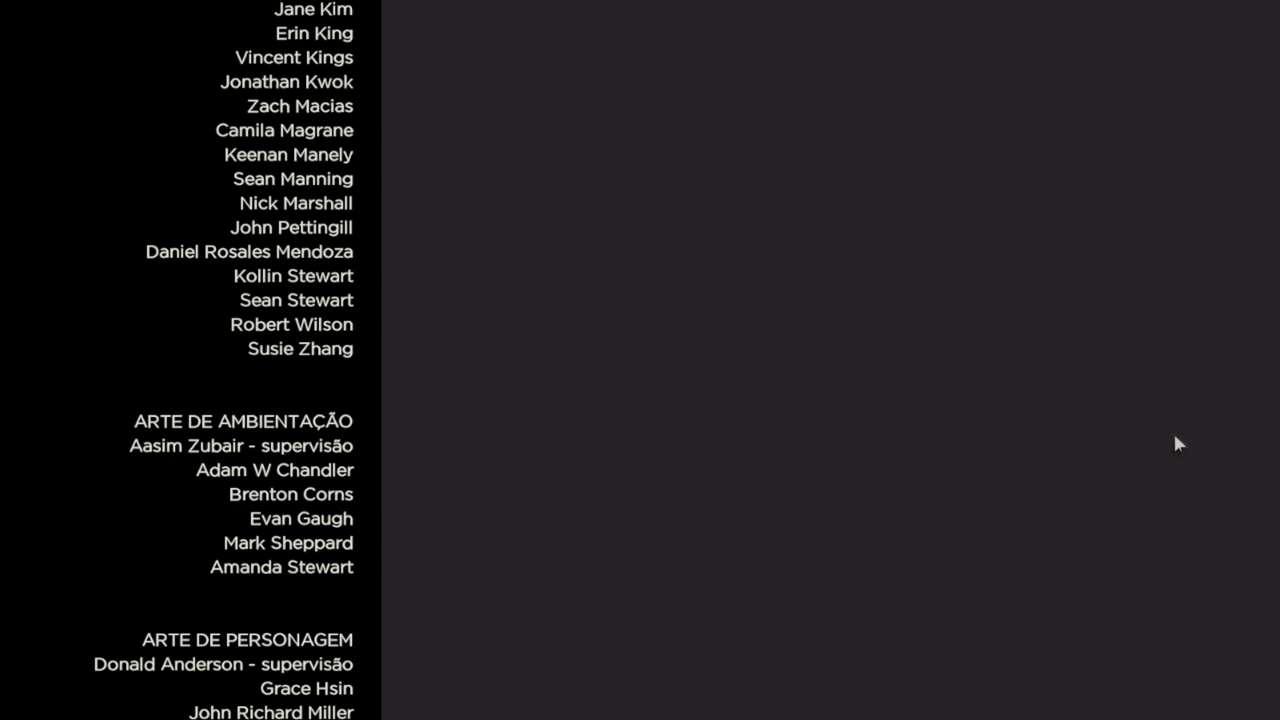 Jane Kim
Erin King
Vincent Kings
Jonathan Kwok
Zach Macias
Camila Magrane
Keenan Manely
Sean Manning
Nick Marshall
John Pettingill
Daniel Rosales Mendoza
Kollin Stewart
Sean Stewart
Robert Wilson
Susie Zhang
ARTE DE AMBIENTAÇÃO
Aasim Zubair - supervisão
Adam W Chandler
Brenton Corns
Evan Gaugh
Mark Sheppard
Amanda Stewart
ARTE DE PERSONAGEM
Donald Anderson - supervisão
Grace Hsin
John Richard Miller